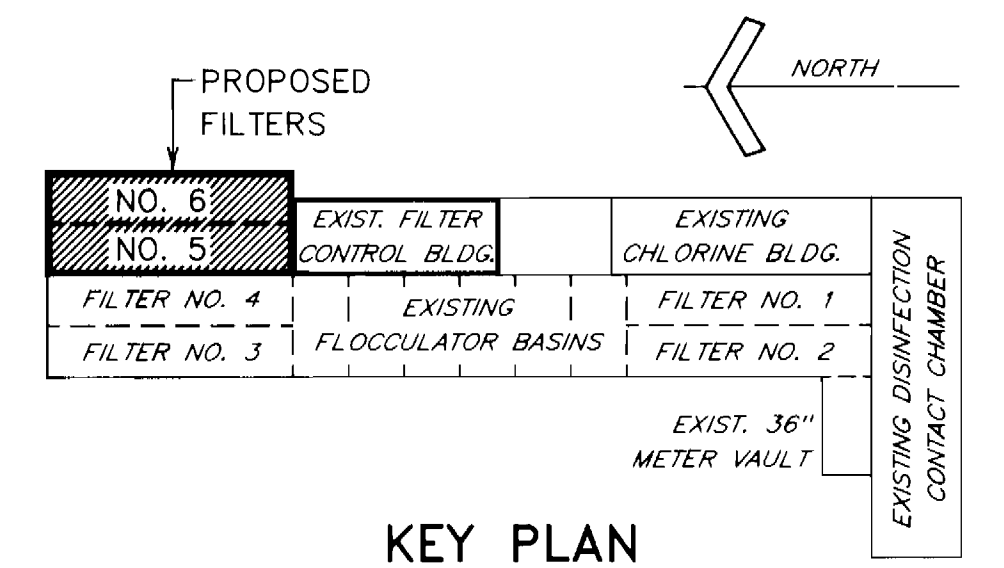 NORTH
PROPOSED
FILTERS
NO. 6
NO. 5
EXIST. FILTER
CONTROL BLDG.
EXISTING
CHLORINE BLDG.
FILTER NO. 4
FILTER NO. 3
EXISTING
FLOCCULATOR BASINS
FILTER NO. 1
FILTER NO. 2
EXISTING DISINFECTION
CONTACT CHAMBER
EXIST. 36"
METER VAULT
KEY PLAN